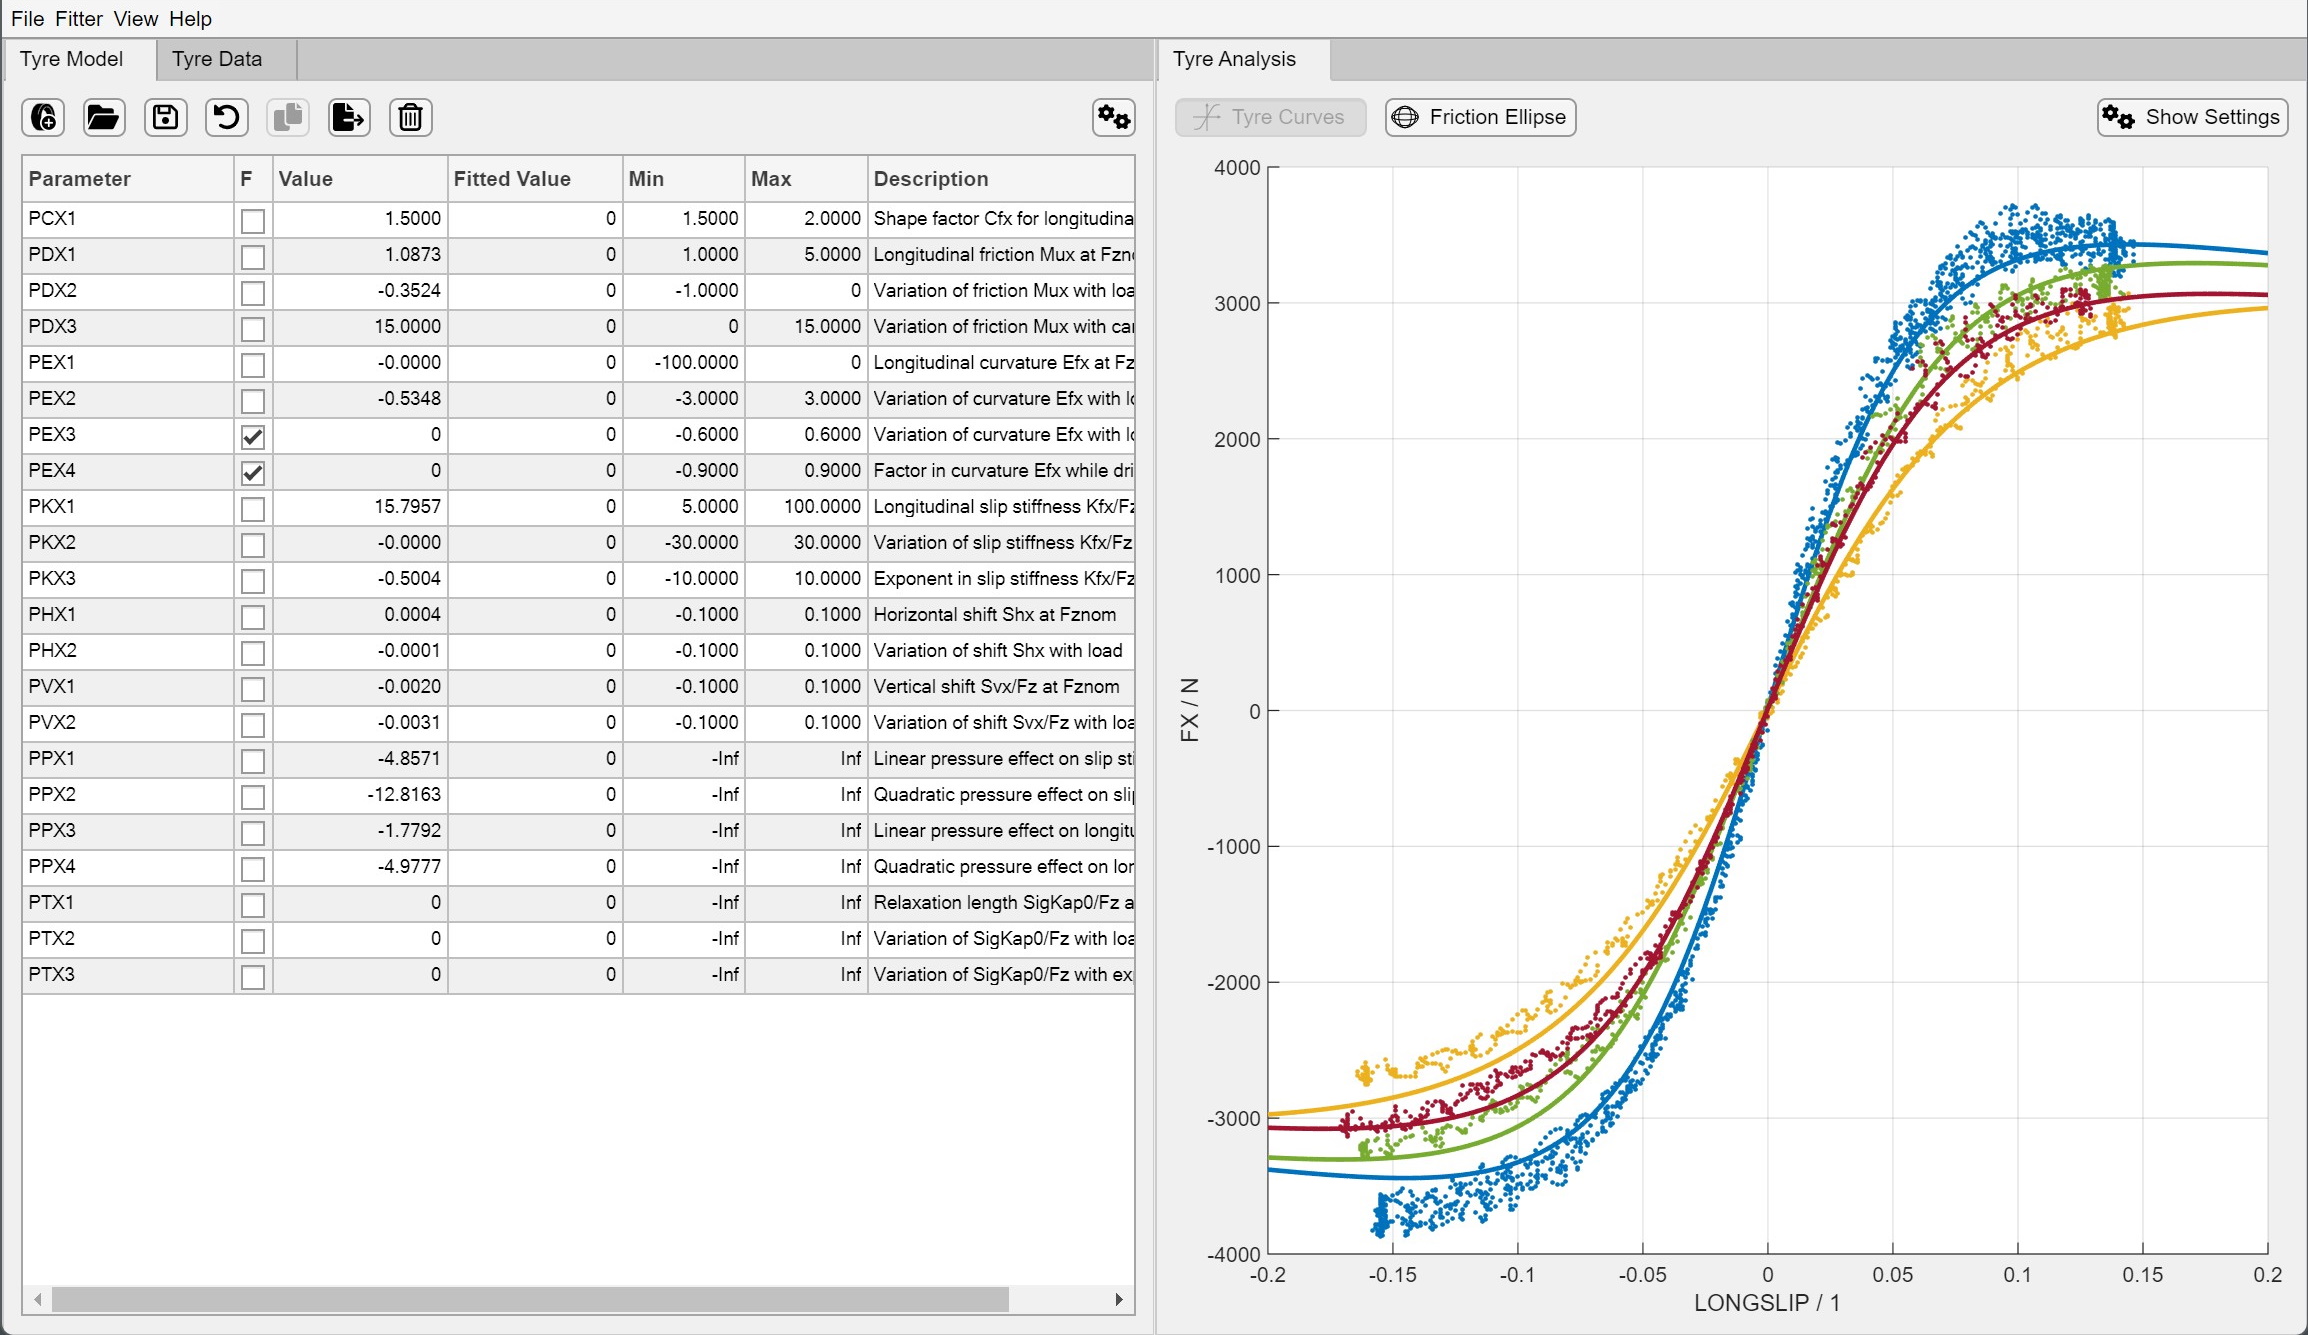 File Fitter View Help
Tyre Model Tyre Data
Parameter F Value Fitted Value Min Max Description
PCX1 1.5000 0 1.5000 2.0000 Shape factor Cfx for longitudina
PDX1 1.0873 0 1.0000 5.0000 Longitudinal friction Mux at Fzn
PDX2 -0.3524 0 -1.0000 0 Variation of friction Mux with loa
PDX3 15.0000 0 0 15.0000 Variation of friction Mux with ca
PEX1 -0.0000 0 -100.0000 0 Longitudinal curvature Efx at Fz
PEX2 -0.5348 0 -3.0000 3.0000 Variation of curvature Efx with lo
PEX3 0 0 -0.6000 0.6000 Variation of curvature Efx with lo
PEX4 0 0 -0.9000 0.9000 Factor in curvature Efx while dri
PKX1 15.7957 0 5.0000 100.0000 Longitudinal slip stiffness Kfx/Fz
PKX2 -0.0000 0 -30.0000 30.0000 Variation of slip stiffness Kfx/Fz
PKX3 -0.5004 0 -10.0000 10.0000 Exponent in slip stiffness Kfx/Fz
PHX1 0.0004 0 -0.1000 0.1000 Horizontal shift Shx at Fznom
PHX2 -0.0001 0 -0.1000 0.1000 Variation of shift Shx with load
PVX1 -0.0020 0 -0.1000 0.1000 Vertical shift Svx/Fz at Fznom
PVX2 -0.0031 0 -0.1000 0.1000 Variation of shift Svx/Fz with loa
PPX1 -4.8571 0 -Inf Inf Linear pressure effect on slip sti
PPX2 -12.8163 0 -Inf Inf Quadratic pressure effect on slip
PPX3 -1.7792 0 -Inf Inf Linear pressure effect on longitu
PPX4 -4.9777 0 -Inf Inf Quadratic pressure effect on lor
PTX1 0 0 -Inf Inf Relaxation length SigKap0/Fz a
PTX2 0 0 -Inf Inf Variation of SigKap0/Fz with loa
PTX3 0 0 -Inf Inf Variation of SigKap0/Fz with ex
Tyre Analysis
Tyre Curves Friction Ellipse Show Settings
4000
3000
2000
1000
0
-1000
-2000
-3000
-4000
FX / N
-0.2 -0.15 -0.1 -0.05 0 0.05 0.1 0.15 0.2
LONGSLIP / 1